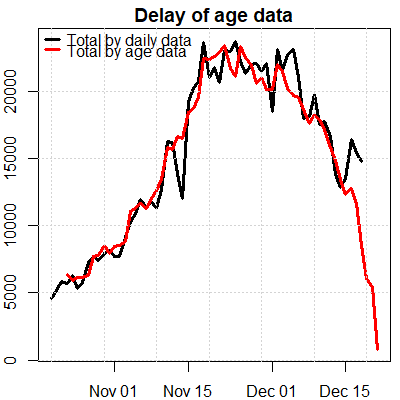 Delay of age data
Total by daily data
Total by age data
20000
15000
10000
5000
0
Nov 01 Nov 15 Dec 01 Dec 15